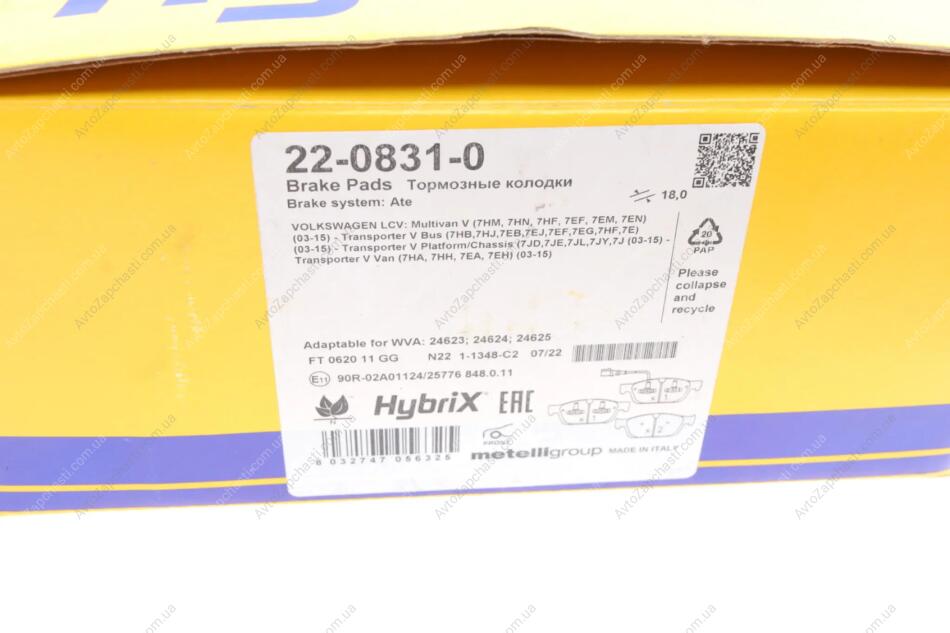 22-0831-0
Brake Pads Тормозные колодки
Brake system: Ate
18,0
VOLKSWAGEN LCV: Multivan V (7HM, 7HN, 7HF, 7EF, 7EM, 7EN)
(03-15) - Transporter V Bus (7HB,7HJ,7EB,7EJ,7EF,7EG,7HF,7E)
(03-15) - Transporter V Platform/Chassis (7JD,7JE,7JL,7JY,7J (03-15) -
Transporter V Van (7HA, 7HH, 7EA, 7EH) (03-15)
20
PAP
Please
collapse
and
recycle
Adaptable for WVA: 24623; 24624; 24625
FT 0620 11 GG N22 1-1348-C2 07/22
E11 90R-02A01124/25776 848.0.11
HybriX EAC
FRONT
8 032747 056325
metelligroup MADE IN ITALY
AvtoZapchasti.com.ua